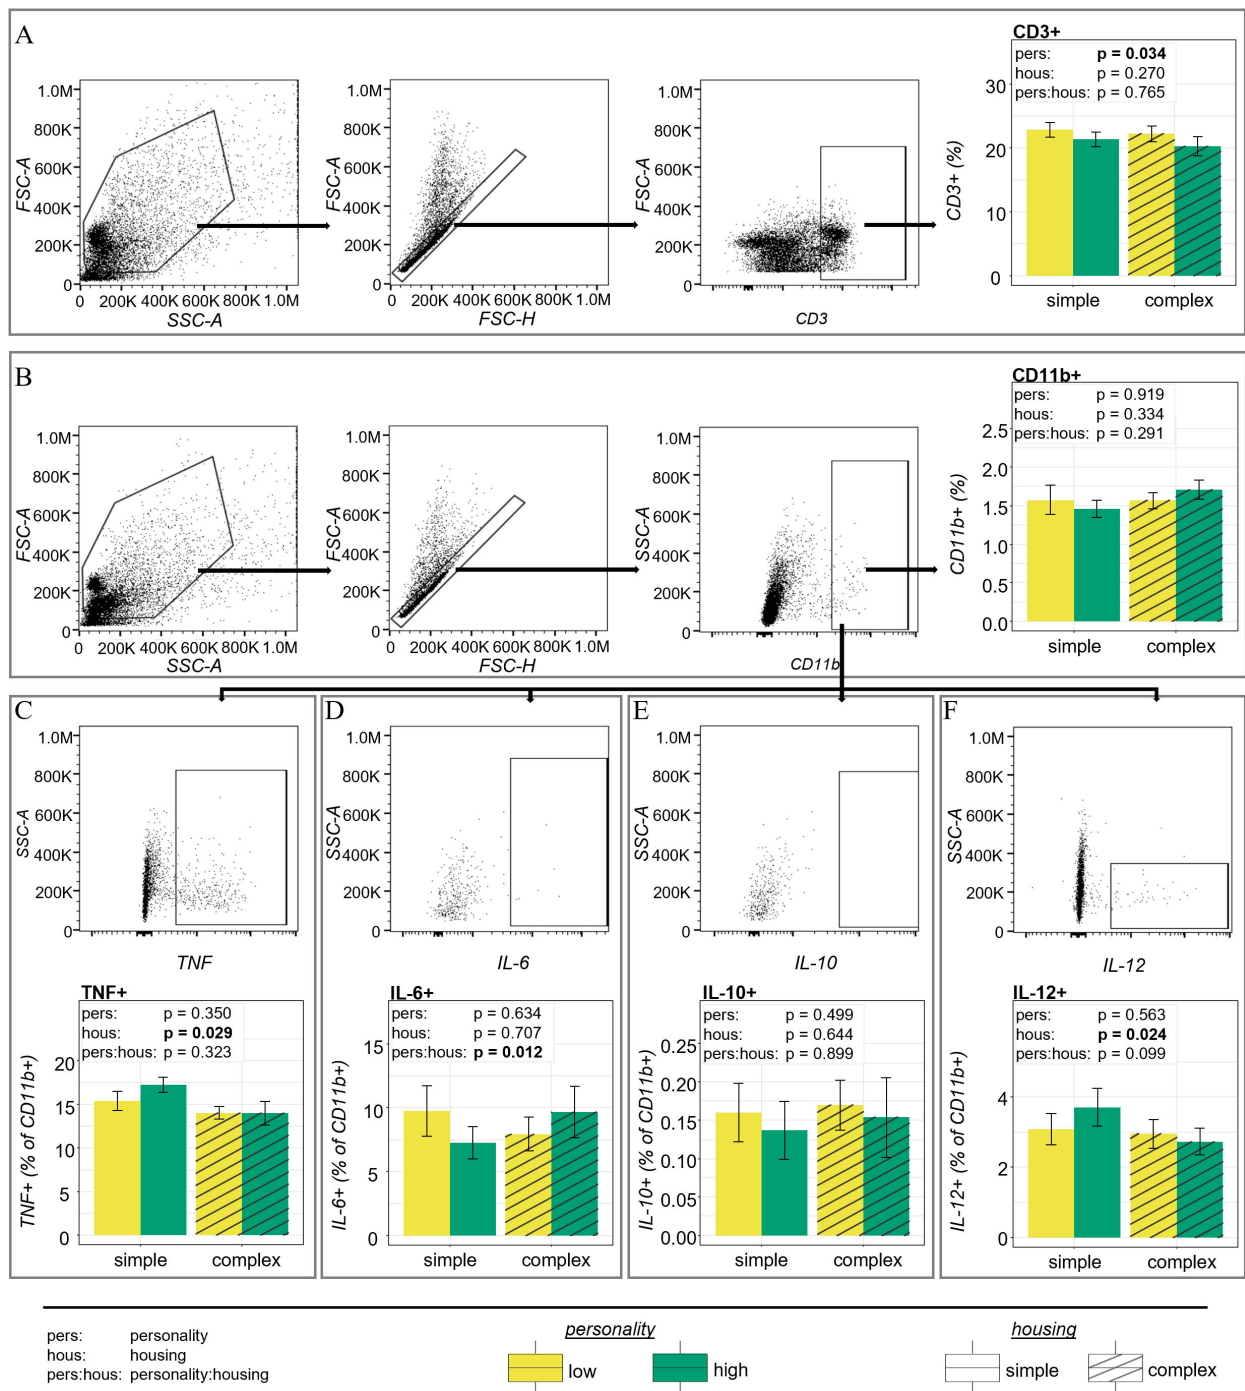 A
1.0M
800K
600K
400K
200K
0
FSC-A
0 200K 400K 600K 800K 1.0M
SSC-A
1.0M
800K
600K
400K
200K
0
FSC-A
0 200K 400K 600K 800K 1.0M
FSC-H
1.0M
800K
600K
400K
200K
0
FSC-A
CD3
CD3+
pers: p = 0.034
hous: p = 0.270
pers:hous: p = 0.765
30
20
10
0
CD3+ (%)
simple complex
B
1.0M
800K
600K
400K
200K
0
FSC-A
0 200K 400K 600K 800K 1.0M
SSC-A
1.0M
800K
600K
400K
200K
0
FSC-A
0 200K 400K 600K 800K 1.0M
FSC-H
1.0M
800K
600K
400K
200K
0
SSC-A
CD11b
CD11b+
pers: p = 0.919
hous: p = 0.334
pers:hous: p = 0.291
2.5
2.0
1.5
1.0
0.5
0.0
CD11b+ (%)
simple complex
C
1.0M
800K
600K
400K
200K
0
SSC-A
TNF
TNF+
pers: p = 0.350
hous: p = 0.029
pers:hous: p = 0.323
20
15
10
5
0
TNF+ (% of CD11b+)
simple complex
D
1.0M
800K
600K
400K
200K
0
SSC-A
IL-6
IL-6+
pers: p = 0.634
hous: p = 0.707
pers:hous: p = 0.012
15
10
5
0
IL-6+ (% of CD11b+)
simple complex
E
1.0M
800K
600K
400K
200K
0
SSC-A
IL-10
IL-10+
pers: p = 0.499
hous: p = 0.644
pers:hous: p = 0.899
0.25
0.20
0.15
0.10
0.05
0.00
IL-10+ (% of CD11b+)
simple complex
F
1.0M
800K
600K
400K
200K
0
SSC-A
IL-12
IL-12+
pers: p = 0.563
hous: p = 0.024
pers:hous: p = 0.099
4
2
0
IL-12+ (% of CD11b+)
simple complex
pers: personality
hous: housing
pers:hous: personality:housing
personality
low high
housing
simple complex